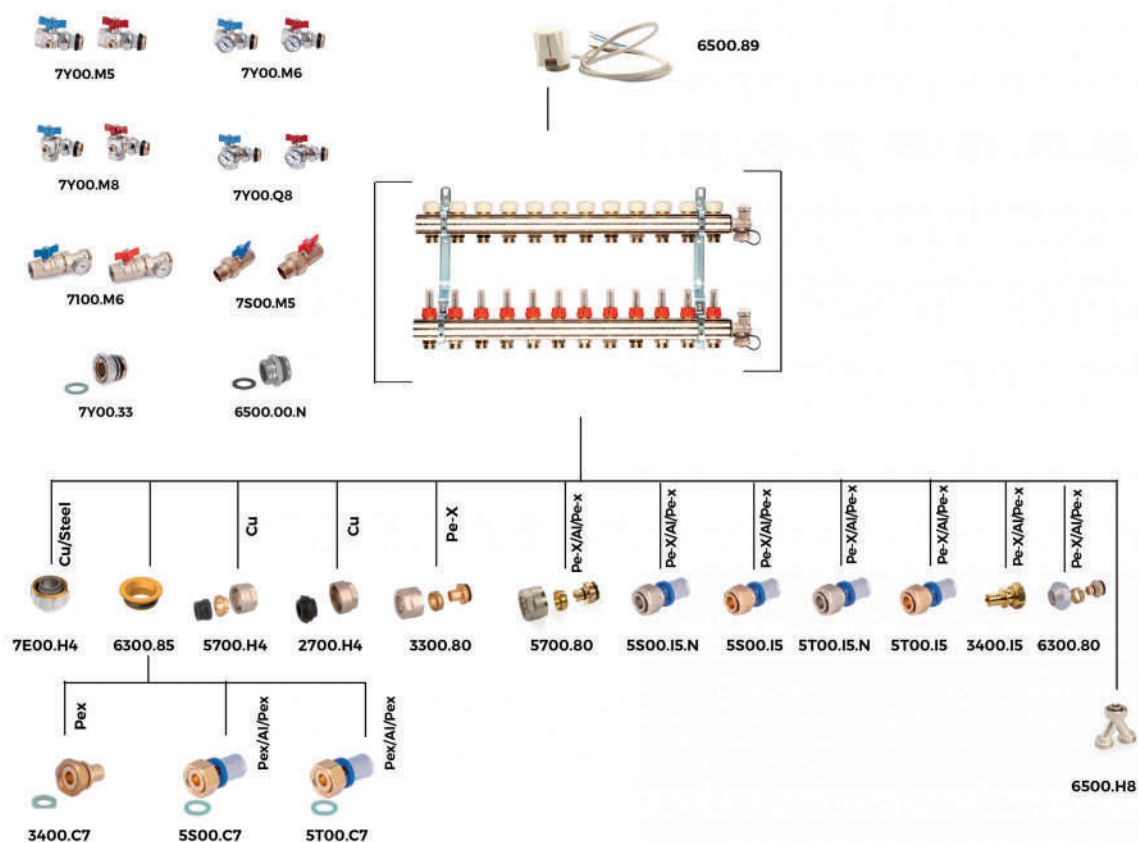 7Y00.M5
7Y00.M6
6500.89
7Y00.M8
7Y00.Q8
7100.M6
7S00.M5
7Y00.33
6500.00.N
Cu/Steel
Cu
Cu
Pe-X
Pe-X/Al/Pe-x
Pe-X/Al/Pe-x
Pe-X/Al/Pe-x
Pe-X/Al/Pe-x
Pe-X/Al/Pe-x
Pe-X/Al/Pe-x
Pe-X/Al/Pe-x
7E00.H4
6300.85
5700.H4
2700.H4
3300.80
5700.80
5S00.I5.N
5S00.I5
5T00.I5.N
5T00.I5
3400.I5
6300.80
Pex
Pex/Al/Pex
Pex/Al/Pex
6500.H8
3400.C7
5S00.C7
5T00.C7